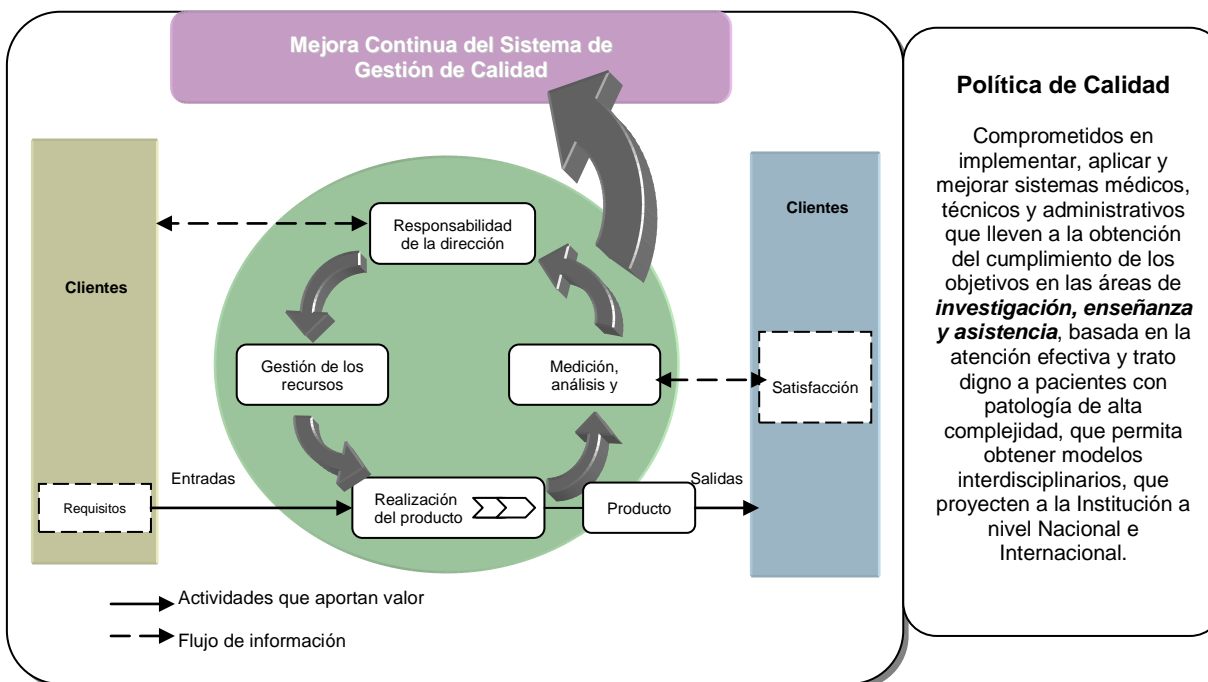 Mejora Continua del Sistema de
Gestión de Calidad
Clientes
Requisitos
Entradas
Responsabilidad
de la dirección
Gestión de los
recursos
Medición,
análisis y
Realización
del producto
Producto
Salidas
Clientes
Satisfacción
Actividades que aportan valor
Flujo de información
Política de Calidad
Comprometidos en
implementar, aplicar y
mejorar sistemas médicos,
técnicos y administrativos
que lleven a la obtención
del cumplimiento de los
objetivos en las áreas de
investigación, enseñanza
y asistencia, basada en la
atención efectiva y trato
digno a pacientes con
patología de alta
complejidad, que permita
obtener modelos
interdisciplinarios, que
proyecten a la Institución a
nivel Nacional e
Internacional.